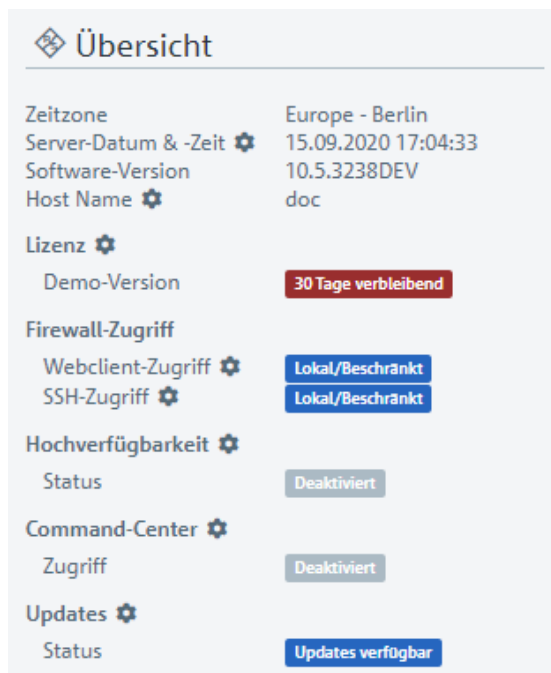 Übersicht
Zeitzone Europe - Berlin
Server-Datum & -Zeit 15.09.2020 17:04:33
Software-Version 10.5.3238DEV
Host Name doc
Lizenz
Demo-Version 30 Tage verbleibend
Firewall-Zugriff
Webclient-Zugriff Lokal/Beschränkt
SSH-Zugriff Lokal/Beschränkt
Hochverfügbarkeit
Status Deaktiviert
Command-Center
Zugriff Deaktiviert
Updates
Status Updates verfügbar